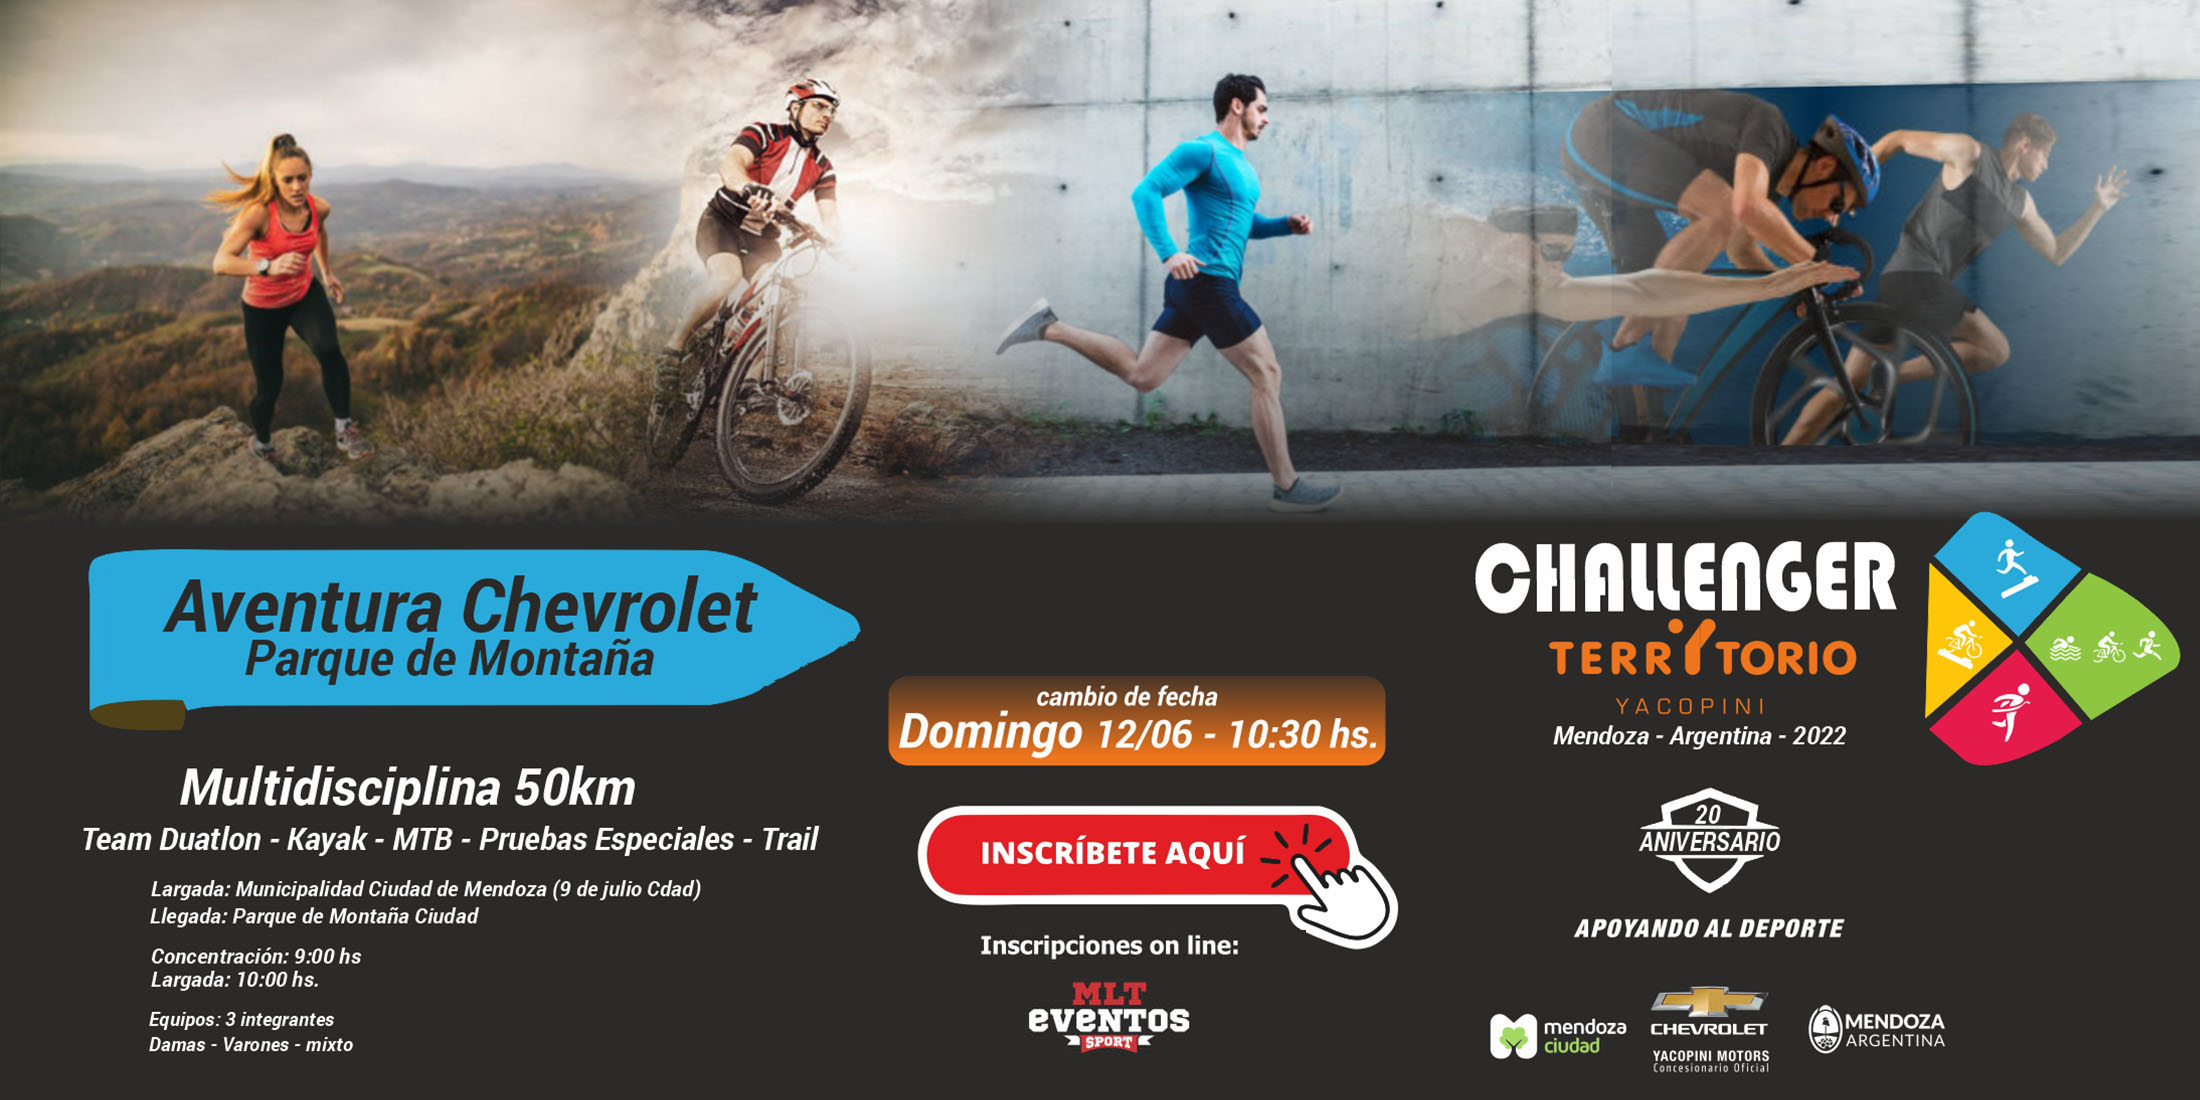 Aventura Chevrolet
Parque de Montaña
Multidisciplina 50km
Team Duatlon - Kayak - MTB - Pruebas Especiales - Trail
Largada: Municipalidad Ciudad de Mendoza (9 de julio Cdad)
Llegada: Parque de Montaña Ciudad
Concentración: 9:00 hs
Largada: 10:00 hs.
Equipos: 3 integrantes
Damas - Varones - mixto
cambio de fecha
Domingo 12/06 - 10:30 hs.
INSCRÍBETE AQUÍ
Inscripciones on line:
MLT
eventos
SPORT
CHALLENGER
TERRITORIO
YACOPINI
Mendoza - Argentina - 2022
20
ANIVERSARIO
APOYANDO AL DEPORTE
mendoza
ciudad
CHEVROLET
YACOPINI MOTORS
Concesionario Oficial
MENDOZA
ARGENTINA